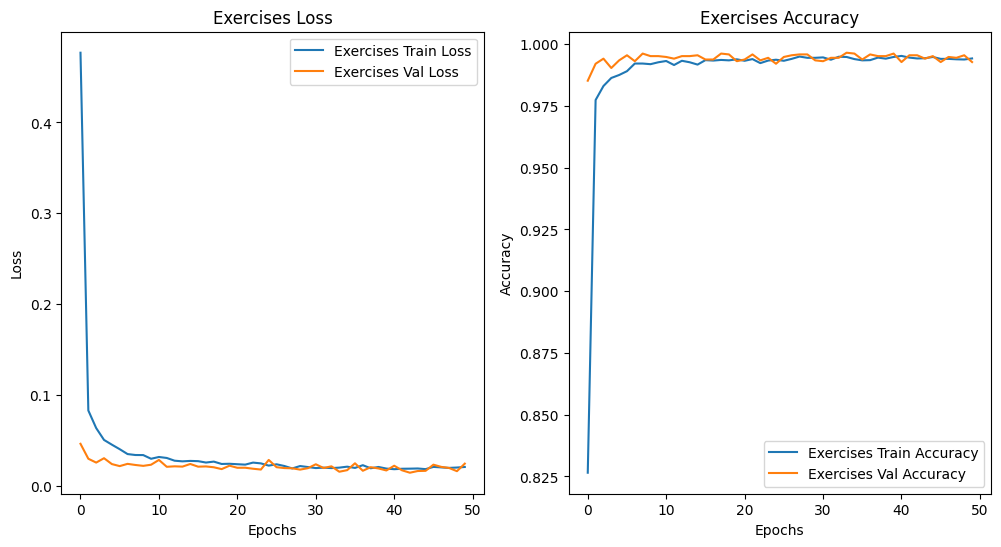 Exercises Loss
Exercises Train Loss
Exercises Val Loss
0.4
0.3
0.2
0.1
0.0
Loss
0 10 20 30 40 50
Epochs
Exercises Accuracy
1.000
0.975
0.950
0.925
0.900
0.875
0.850
0.825
Accuracy
Exercises Train Accuracy
Exercises Val Accuracy
0 10 20 30 40 50
Epochs